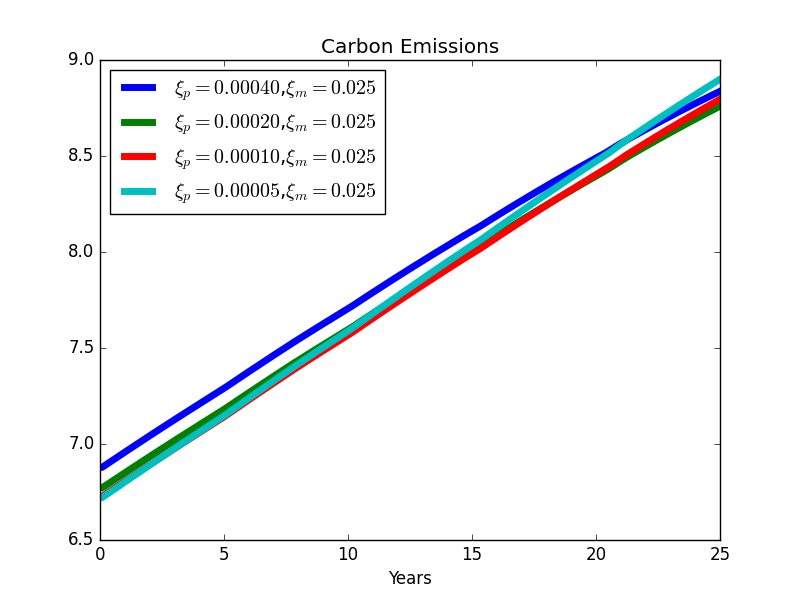 Carbon Emissions
9.0
8.5
8.0
7.5
7.0
6.5
ξₚ = 0.00040,ξₘ = 0.025
ξₚ = 0.00020,ξₘ = 0.025
ξₚ = 0.00010,ξₘ = 0.025
ξₚ = 0.00005,ξₘ = 0.025
0 5 10 15 20 25
Years